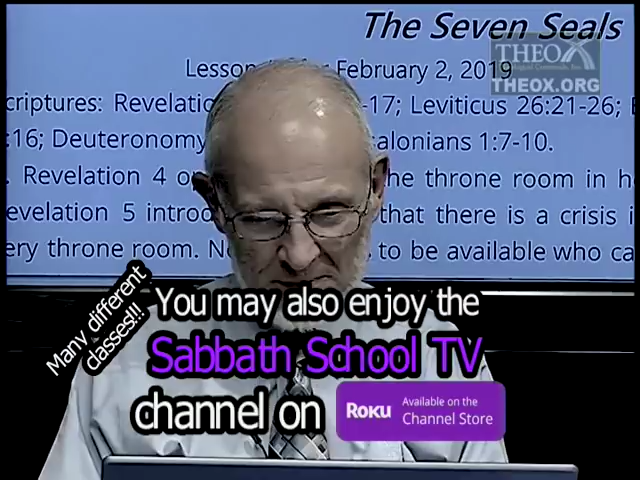 The Seven Seals
THEOX
THEOX.ORG
Lesson February 2, 2019
criptures: Revelatio -17; Leviticus 26:21-26;
:16; Deuteronomy alonians 1:7-10.
. Revelation 4 he throne room in h
evelation 5 introd that there is a crisis i
ery throne room. to be available who ca
Many different
classes!!!
You may also enjoy the
Sabbath School TV
channel on
ROKU Available on the
Channel Store